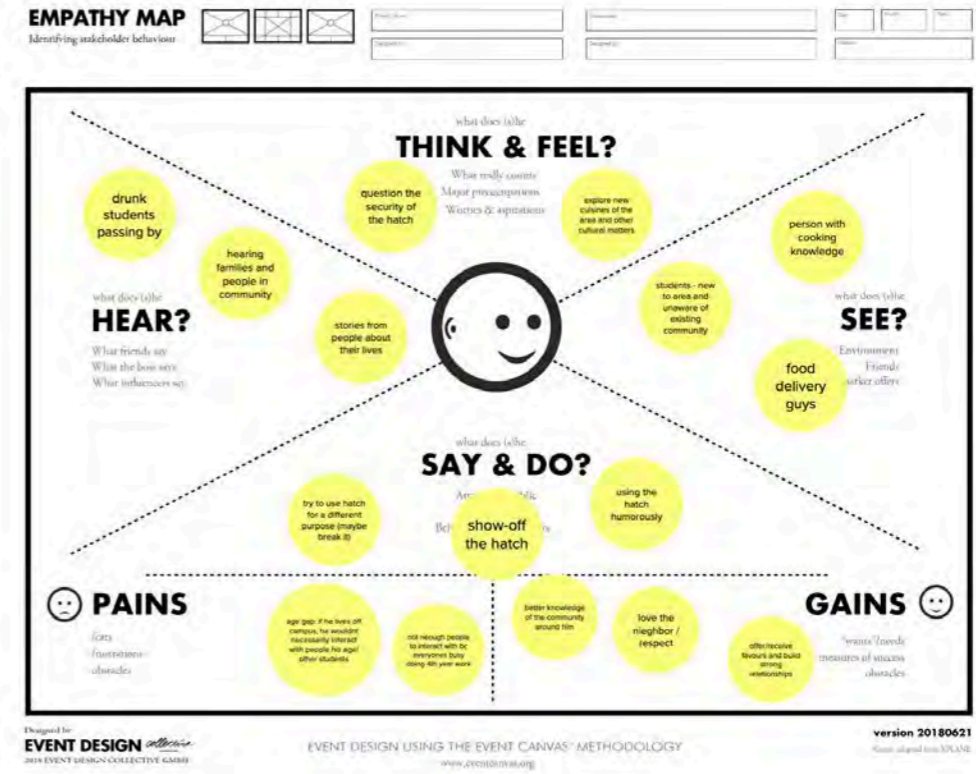 EMPATHY MAP
Identifying stakeholder behaviour
what does (s)he
THINK & FEEL?
What really counts
Major preoccupations
Worries & aspirations
question the
security of
the hatch
explore new
cuisines of the
area and other
cultural matters
drunk
students
passing by
hearing
families and
people in
community
stories from
people about
their lives
what does (s)he
HEAR?
What friends say
What the boss says
What influencers say
person with
cooking
knowledge
students - new
to area and
unaware of
existing
community
food
delivery
guys
what does (s)he
SEE?
Environment
Friends
offers
what does (s)he
SAY & DO?
try to use hatch
for a different
purpose (maybe
break it)
show-off
the hatch
using the
hatch
humorously
PAINS
fears
frustrations
obstacles
age gap: if he lives off
campus, he wouldnt
necessarily interact
with people his age/
other students
not neough people
to interact with bc
everyones busy
doing 4th year work
better knowledge
of the community
around him
love the
nieghbor /
respect
offer/receive
favours and build
strong
relationships
GAINS
"wants"/needs
measures of success
obstacles
Designed by
EVENT DESIGN collective
2018 EVENT DESIGN COLLECTIVE GMBH
EVENT DESIGN USING THE EVENT CANVAS™ METHODOLOGY
www.eventcanvas.org
version 20180621